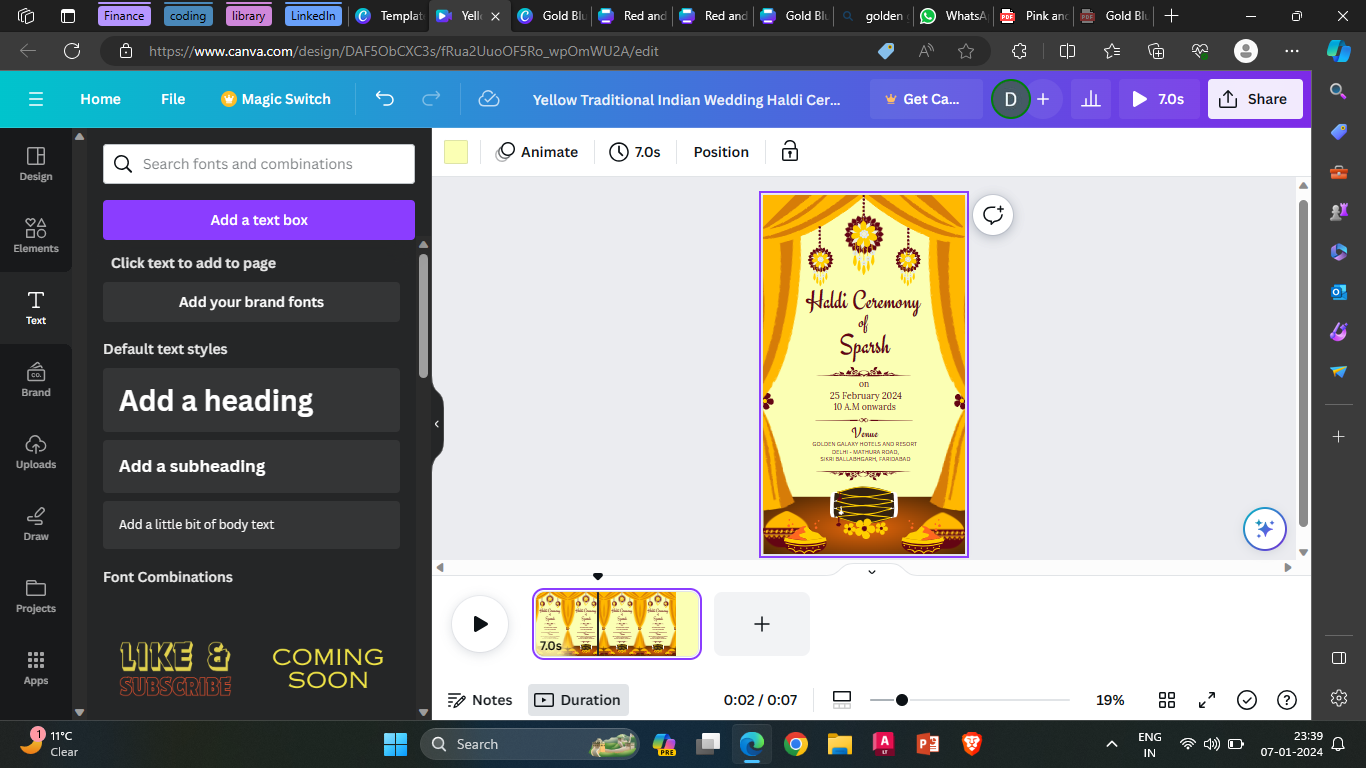 Finance
coding
library
LinkedIn
Templat
Yello
Gold Blu
Red and
Red and
Gold Blu
golden g
WhatsA
Pink anc
Gold Blu
https://www.canva.com/design/DAF5ObCXC3s/fRua2UuoOF5Ro_wpOmWU2A/edit
Home
File
Magic Switch
Yellow Traditional Indian Wedding Haldi Cer...
Get Ca...
D
7.0s
Share
Design
Elements
Text
Brand
Uploads
Draw
Projects
Apps
Search fonts and combinations
Add a text box
Click text to add to page
Add your brand fonts
Default text styles
Add a heading
Add a subheading
Add a little bit of body text
Font Combinations
LIKE &
SUBSCRIBE
COMING
SOON
Animate
7.0s
Position
Haldi Ceremony
of
Sparsh
on
25 February 2024
10 A.M onwards
Venue
GOLDEN GALAXY HOTELS AND RESORT
DELHI - MATHURA ROAD,
SIKRI BALLABHGARH, FARIDABAD
7.0s
Notes
Duration
0:02 / 0:07
19%
1
11°C
Clear
Search
PRE
LT
ENG
IN
23:39
07-01-2024